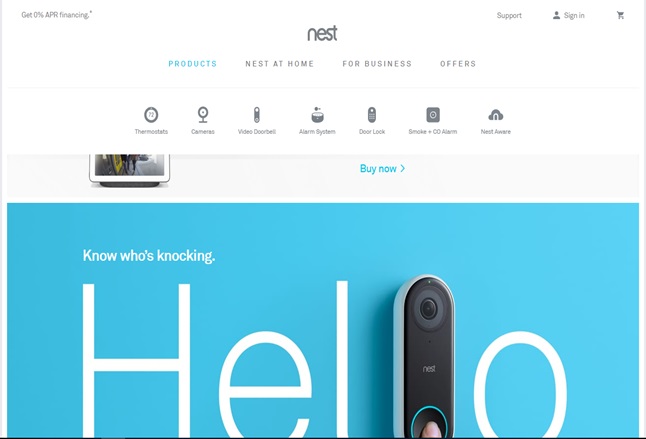 Get 0% APR financing.*
Support
Sign in
nest
PRODUCTS
NEST AT HOME
FOR BUSINESS
OFFERS
Thermostats
Cameras
Video Doorbell
Alarm System
Door Lock
Smoke + CO Alarm
Nest Aware
Buy now
Know who's knocking.
Hello
nest